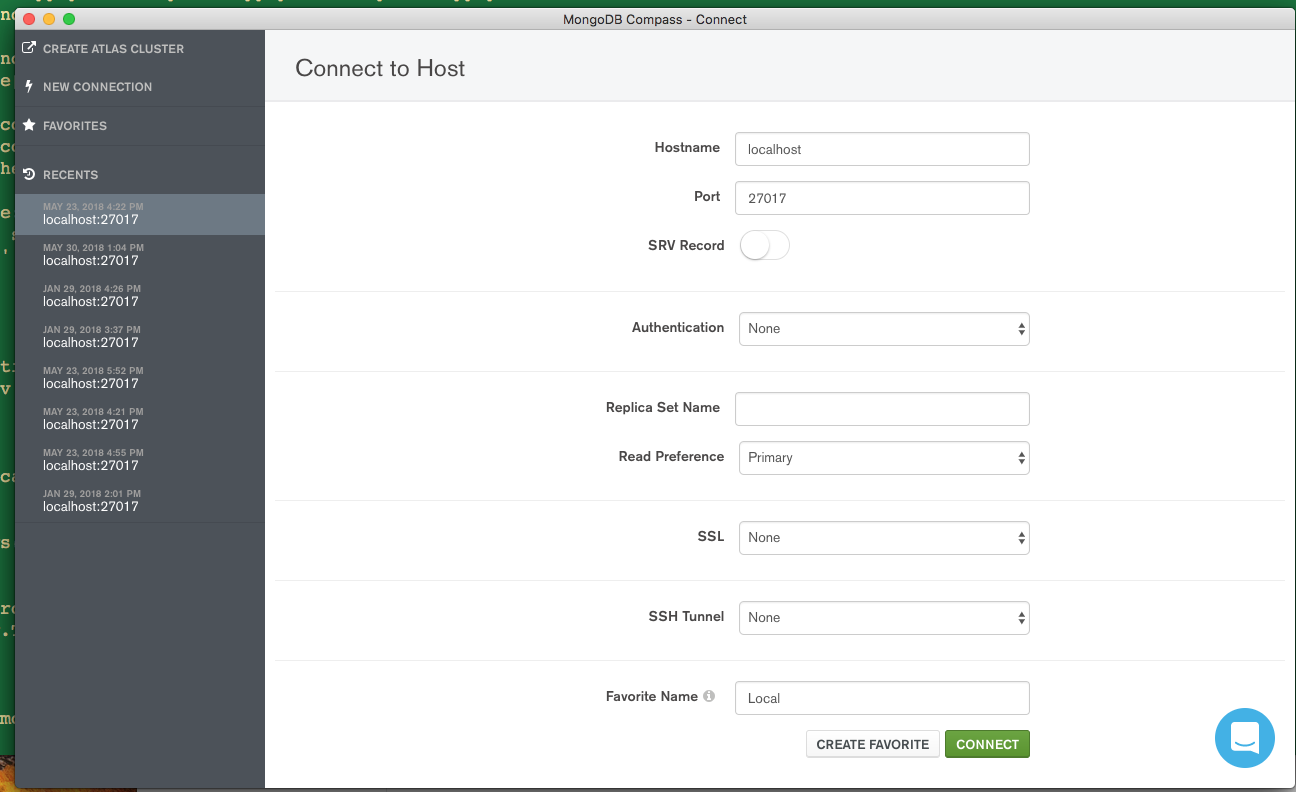 MongoDB Compass - Connect
CREATE ATLAS CLUSTER
NEW CONNECTION
FAVORITES
RECENTS
MAY 23, 2018 4:22 PM
localhost:27017
MAY 30, 2018 1:04 PM
localhost:27017
JAN 29, 2018 4:26 PM
localhost:27017
JAN 29, 2018 3:37 PM
localhost:27017
MAY 23, 2018 5:52 PM
localhost:27017
MAY 23, 2018 4:21 PM
localhost:27017
MAY 23, 2018 4:55 PM
localhost:27017
JAN 29, 2018 2:01 PM
localhost:27017
Connect to Host
Hostname localhost
Port 27017
SRV Record
Authentication None
Replica Set Name
Read Preference Primary
SSL None
SSH Tunnel None
Favorite Name Local
CREATE FAVORITE CONNECT